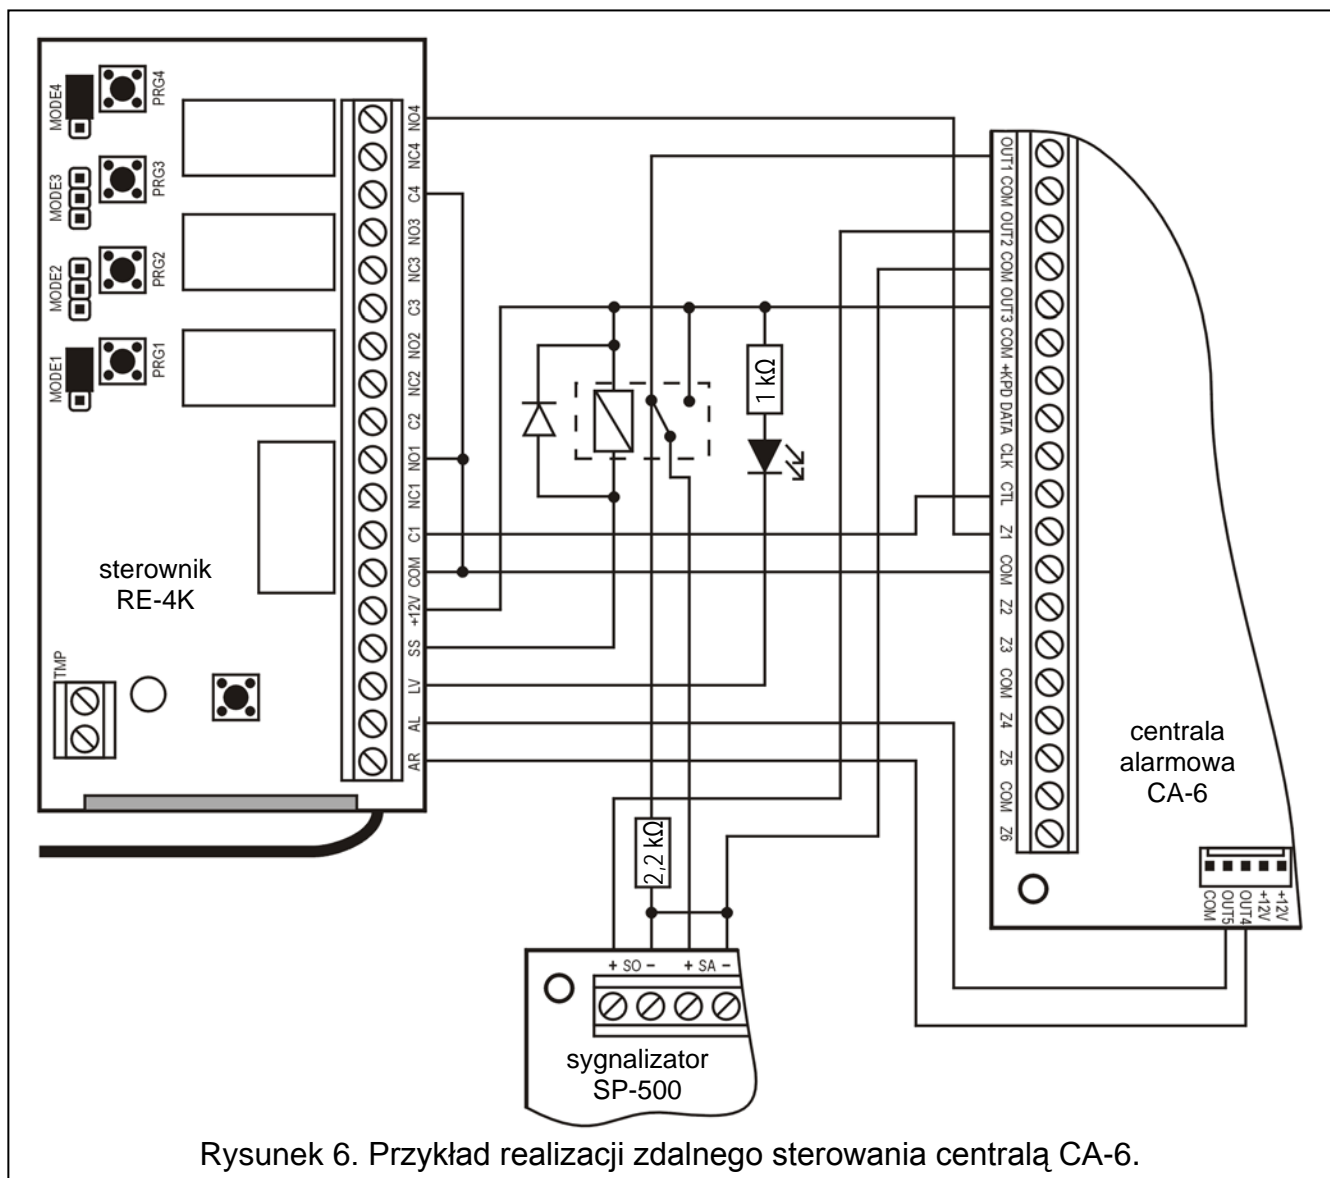 MODE4
PRG4
MODE3
PRG3
MODE2
PRG2
MODE1
PRG1
NO4
NC4
C4
NO3
NC3
C3
NO2
NC2
C2
NO1
NC1
C1
COM
+12V
SS
LV
AL
AR
sterownik
RE-4K
TMP
1 kΩ
2,2 kΩ
OUT1
COM
OUT2
COM
OUT3
COM
+KPD
DATA
CLK
CTL
Z1
COM
Z2
Z3
COM
Z4
Z5
COM
Z6
centrala
alarmowa
CA-6
COM
OUT5
OUT4
+12V
+12V
+ SO − + SA −
sygnalizator
SP-500
Rysunek 6. Przykład realizacji zdalnego sterowania centralą CA-6.